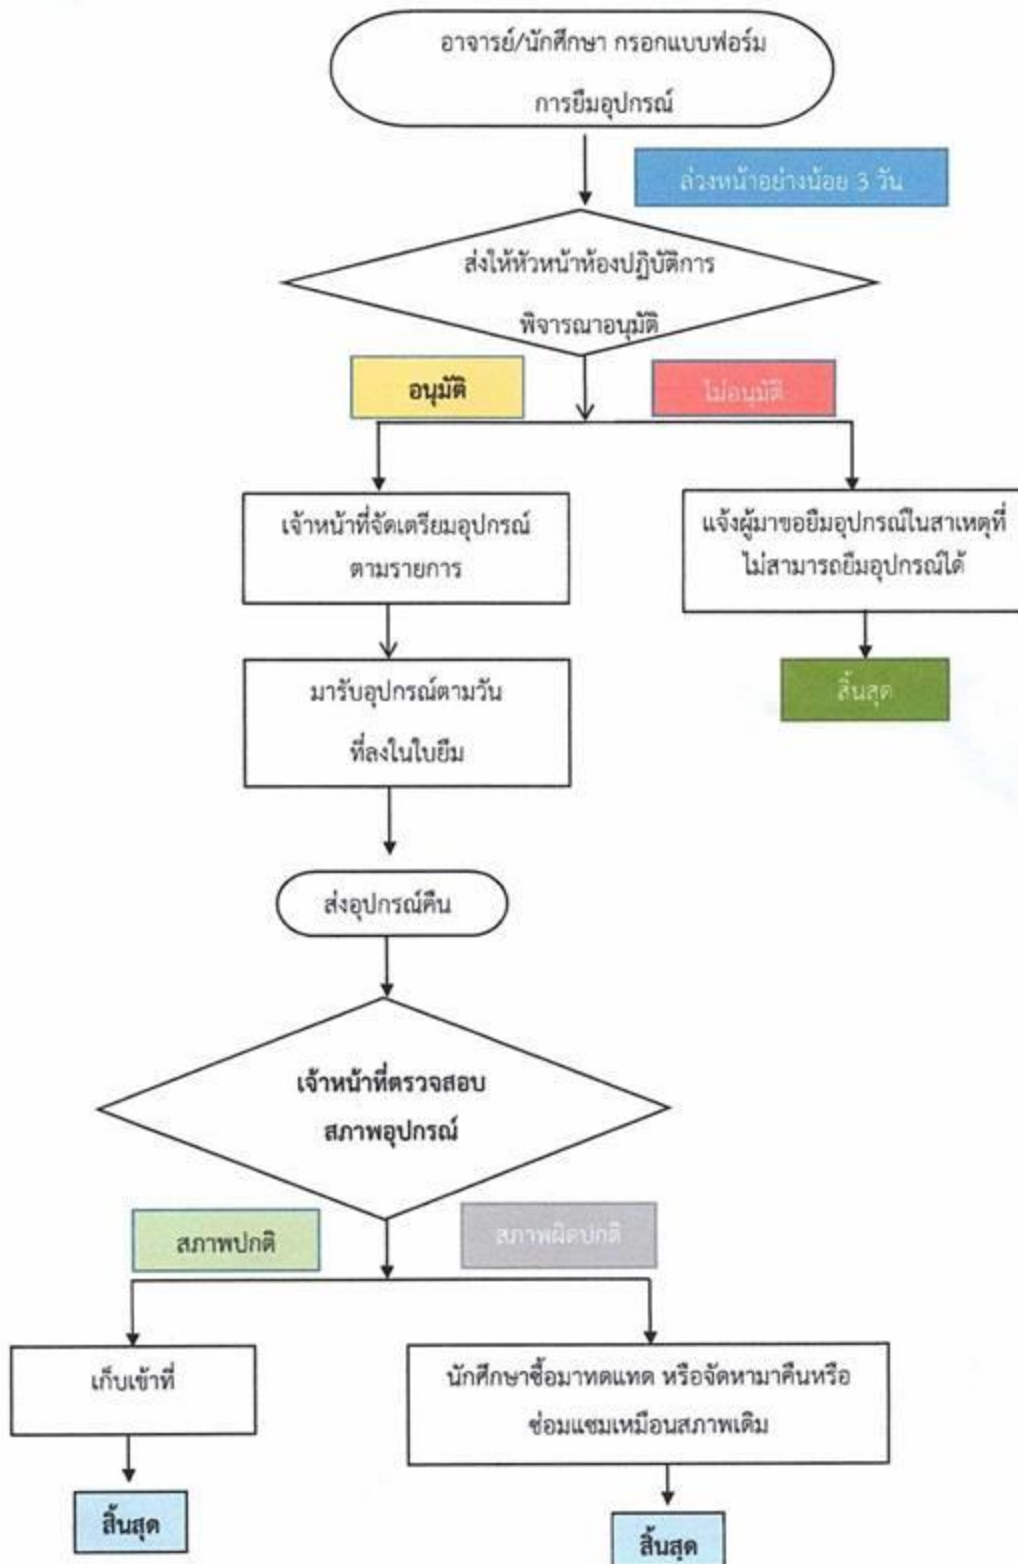 อาจารย์/นักศึกษา กรอกแบบฟอร์ม
การยืมอุปกรณ์
ล่วงหน้าอย่างน้อย 3 วัน
ส่งให้หัวหน้าห้องปฏิบัติการ
พิจารณาอนุมัติ
อนุมัติ
ไม่อนุมัติ
เจ้าหน้าที่จัดเตรียมอุปกรณ์
ตามรายการ
แจ้งผู้มาขอยืมอุปกรณ์ในสาเหตุที่
ไม่สามารถยืมอุปกรณ์ได้
มารับอุปกรณ์ตามวัน
ที่ลงในใบยืม
สิ้นสุด
ส่งอุปกรณ์คืน
เจ้าหน้าที่ตรวจสอบ
สภาพอุปกรณ์
สภาพปกติ
สภาพผิดปกติ
เก็บเข้าที่
นักศึกษาซื้อมาทดแทด หรือจัดหามาคืนหรือ
ซ่อมแซมเหมือนสภาพเดิม
สิ้นสุด
สิ้นสุด